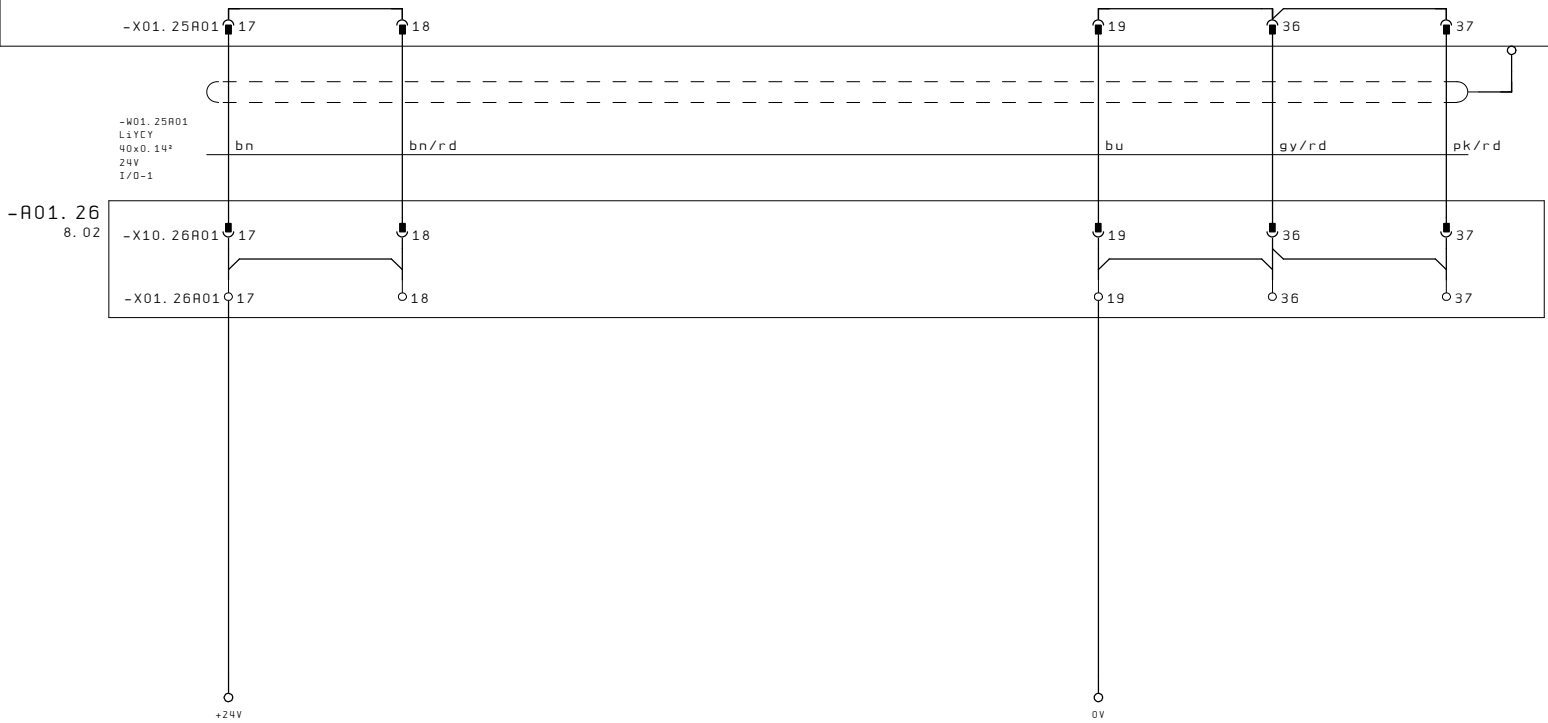 -X01.25A01 17 18 19 36 37
-W01.25A01
LiYCY
40x0.14²
24V
I/O-1
bn bn/rd bu gy/rd pk/rd
-A01.26
8.02
-X10.26A01 17 18 19 36 37
-X01.26A01 17 18 19 36 37
+24V 0V